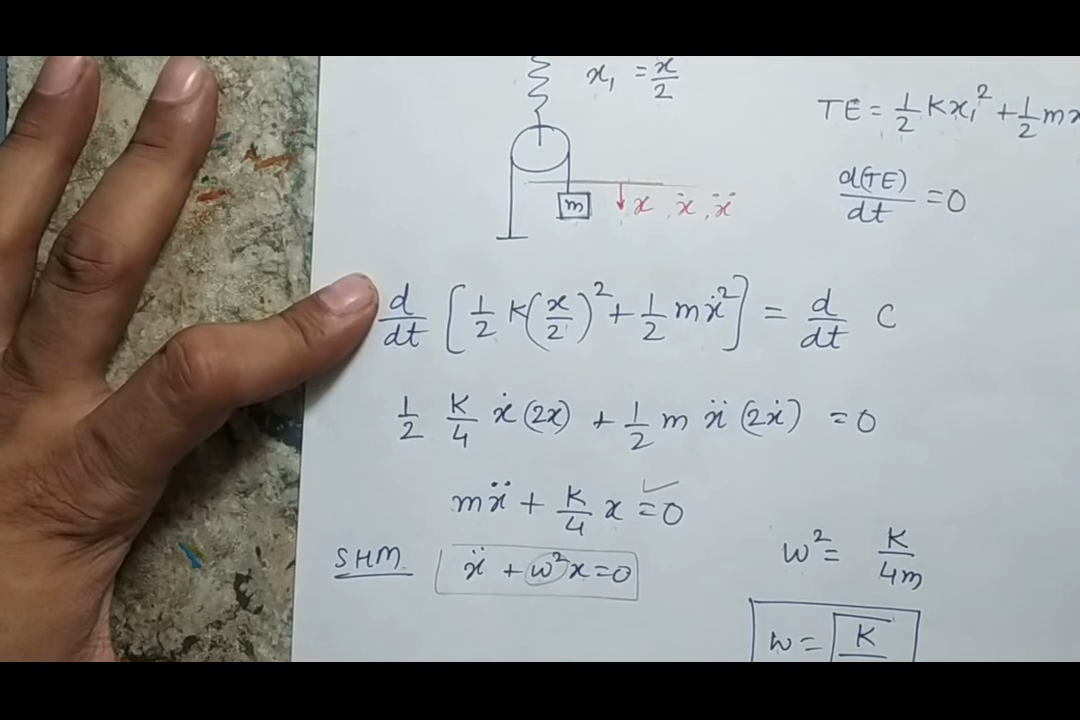 x₁ = x/2
TE = 1/2 Kx₁² + 1/2 mx
d(TE)/dt = 0
m
x ẋ, ẍ
d/dt [1/2 K(x/2)² + 1/2 mẋ²] = d/dt C
1/2 K/4 ẋ(2x) + 1/2 m ẍ(2ẋ) = 0
mẍ + K/4 x = 0
SHM ẍ + ω²x = 0
ω² = K/4m
ω = √K